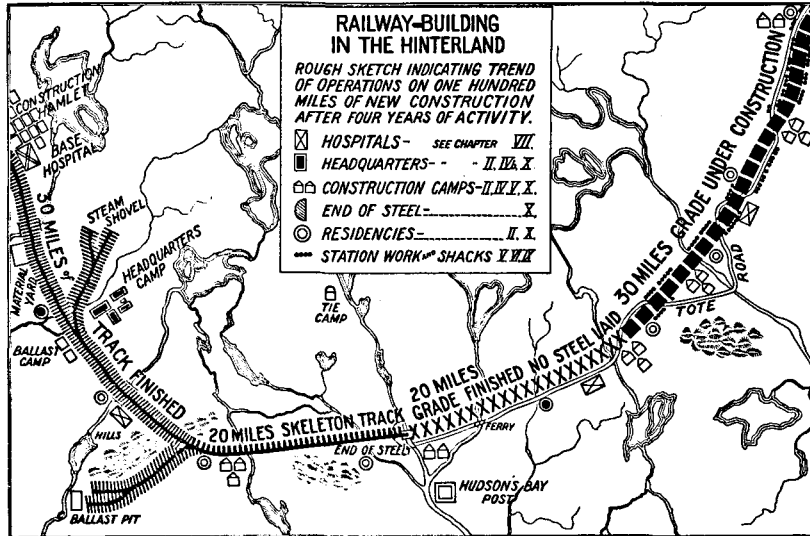 RAILWAY-BUILDING
IN THE HINTERLAND
ROUGH SKETCH INDICATING TREND
OF OPERATIONS ON ONE HUNDRED
MILES OF NEW CONSTRUCTION
AFTER FOUR YEARS OF ACTIVITY.
HOSPITALS- SEE CHAPTER VII.
HEADQUARTERS- - - II, IV & X.
CONSTRUCTION CAMPS-II, IV V, X.
END OF STEEL- X.
RESIDENCIES- II. X.
STATION WORK AND SHACKS
CONSTRUCTION
HAMLET
BASE
HOSPITAL
30 MILES of
TRACK FINISHED
STEAM
SHOVEL
HEADQUARTERS
CAMP
MATERIAL
YARD
BALLAST
CAMP
HILLS
BALLAST PIT
TIE
CAMP
20 MILES SKELETON TRACK
END OF STEEL
20 MILES
GRADE FINISHED NO STEEL LAID
FERRY
HUDSON'S BAY
POST
30 MILES GRADE UNDER CONSTRUCTION
TOTE
ROAD